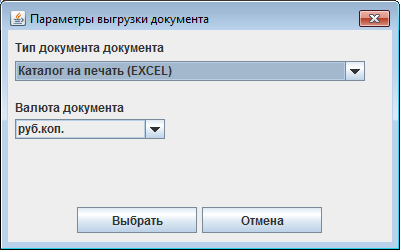 Параметры выгрузки документа
Тип документа документа
Каталог на печать (EXCEL)
Валюта документа
руб.коп.
Выбрать
Отмена